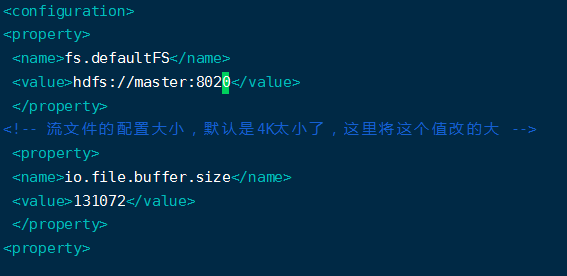 <configuration>
<property>
<name>fs.defaultFS</name>
<value>hdfs://master:8020</value>
</property>
<!-- 流文件的配置大小，默认是4K太小了，这里将这个值改的大 -->
<property>
<name>io.file.buffer.size</name>
<value>131072</value>
</property>
<property>